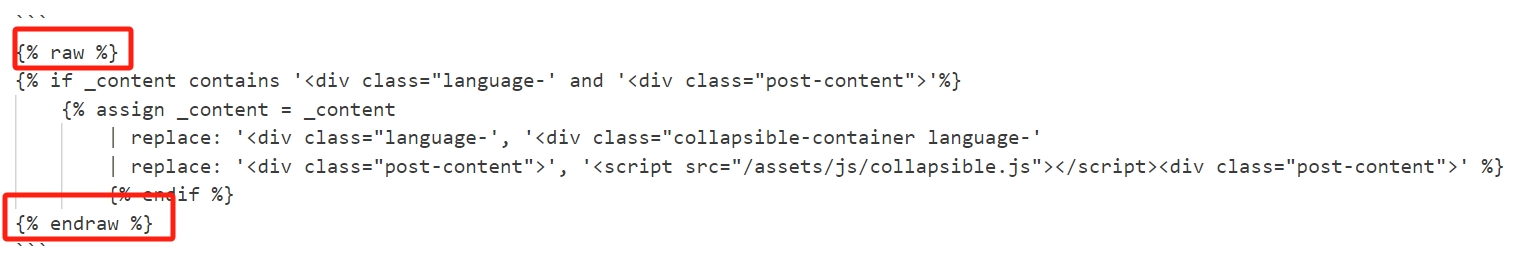 ```
{% raw %}
{% if _content contains '<div class="language-' and '<div class="post-content">'%}
    {% assign _content = _content
        | replace: '<div class="language-', '<div class="collapsible-container language-'
        | replace: '<div class="post-content">', '<script src="/assets/js/collapsible.js"></script><div class="post-content">' %}
        {% endif %}
{% endraw %}
```